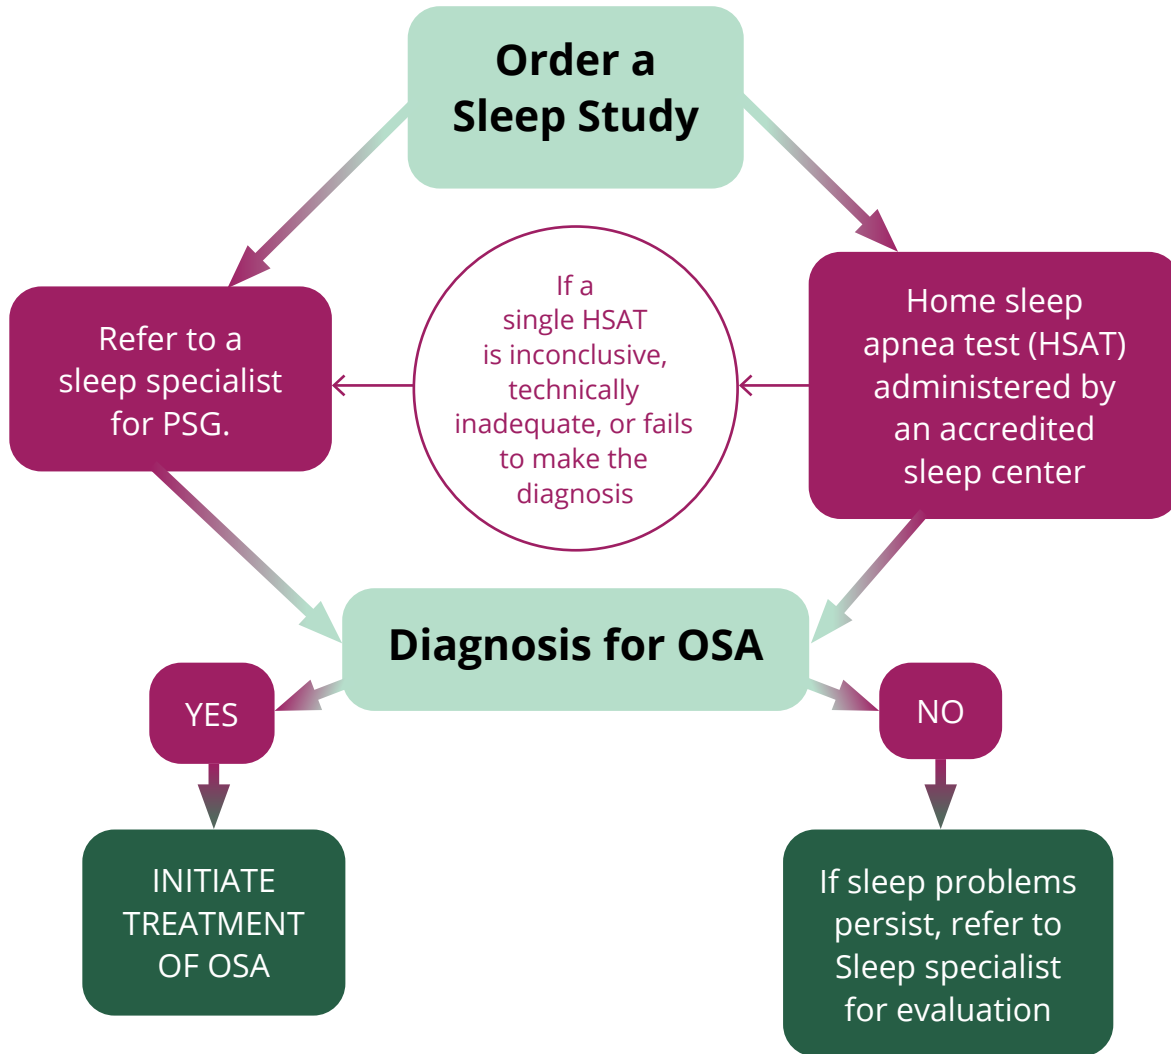 Order a
Sleep Study
Refer to a
sleep specialist
for PSG.
If a
single HSAT
is inconclusive,
technically
inadequate, or fails
to make the
diagnosis
Home sleep
apnea test (HSAT)
administered by
an accredited
sleep center
Diagnosis for OSA
YES
NO
INITIATE
TREATMENT
OF OSA
If sleep problems
persist, refer to
Sleep specialist
for evaluation